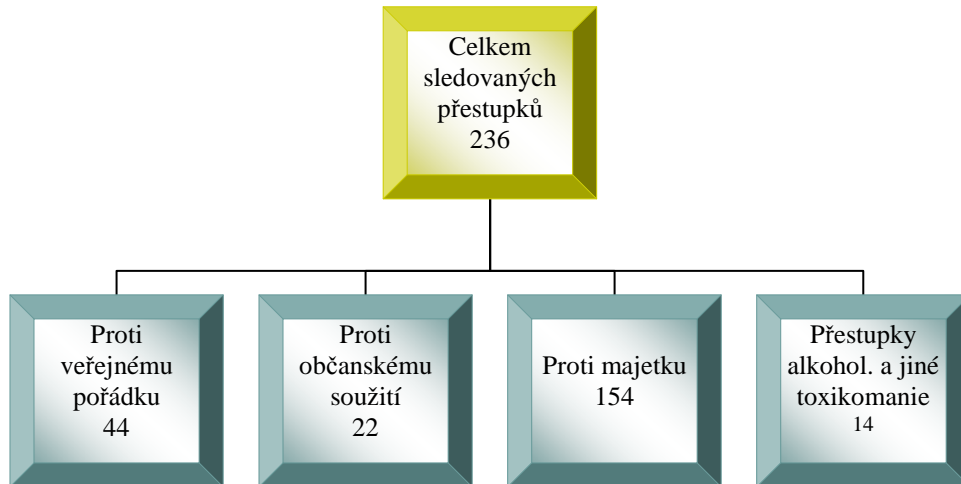 Celkem
sledovaných
přestupků
236
Proti
veřejnému
pořádku
44
Proti
občanskému
soužití
22
Proti majetku
154
Přestupky
alkohol. a jiné
toxikomanie
14